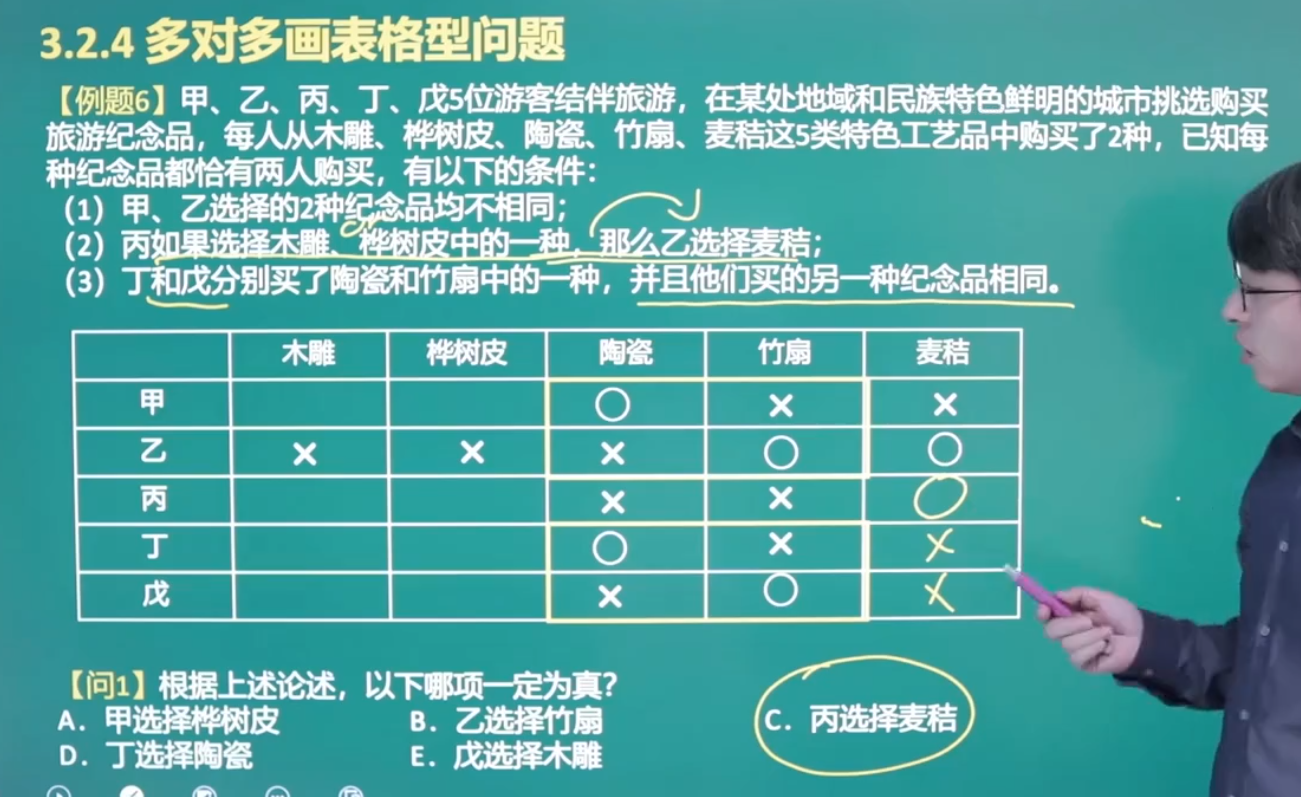 3.2.4 多对多画表格型问题
【例题6】甲、乙、丙、丁、戊5位游客结伴旅游，在某处地域和民族特色鲜明的城市挑选购买
旅游纪念品，每人从木雕、桦树皮、陶瓷、竹扇、麦秸这5类特色工艺品中购买了2种，已知每
种纪念品都恰有两人购买，有以下的条件：
（1）甲、乙选择的2种纪念品均不相同；
or
（2）丙如果选择木雕、桦树皮中的一种，那么乙选择麦秸；
（3）丁和戊分别买了陶瓷和竹扇中的一种，并且他们买的另一种纪念品相同。
木雕 桦树皮 陶瓷 竹扇 麦秸
甲 ○ × ×
乙 × × × ○ ○
丙 × × ○
丁 ○ × ×
戊 × ○ ×
【问1】根据上述论述，以下哪项一定为真？
A．甲选择桦树皮 B．乙选择竹扇 C．丙选择麦秸
D．丁选择陶瓷 E．戊选择木雕